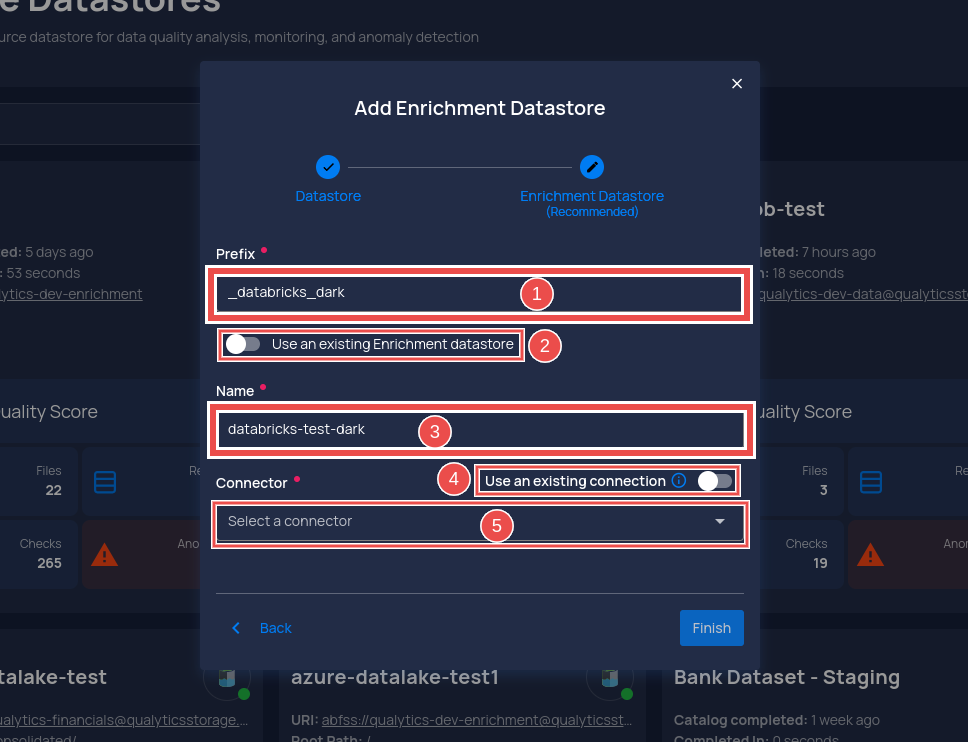 e Datastores
urce datastore for data quality analysis, monitoring, and anomaly detection
Add Enrichment Datastore
Datastore
Enrichment Datastore
(Recommended)
ob-test
ed: 5 days ago
: 53 seconds
lytics-dev-enrichment
leted: 7 hours ago
n: 18 seconds
qualytics-dev-data@qualyticsst
Prefix
_databricks_dark
1
Use an existing Enrichment datastore
2
Name
databricks-test-dark
3
uality Score
uality Score
Connector
4
Use an existing connection
Select a connector
5
Files
22
Re
Files
3
Re
Checks
265
Ano
Checks
19
Anor
Back
Finish
talake-test
azure-datalake-test1
Bank Dataset - Staging
ualytics-financials@qualyticsstorage....
URI: abfss://qualytics-dev-enrichment@qualyticsst...
Catalog completed: 1 week ago
onsolidated/
Root Path: /
Completed In: 0 seconds